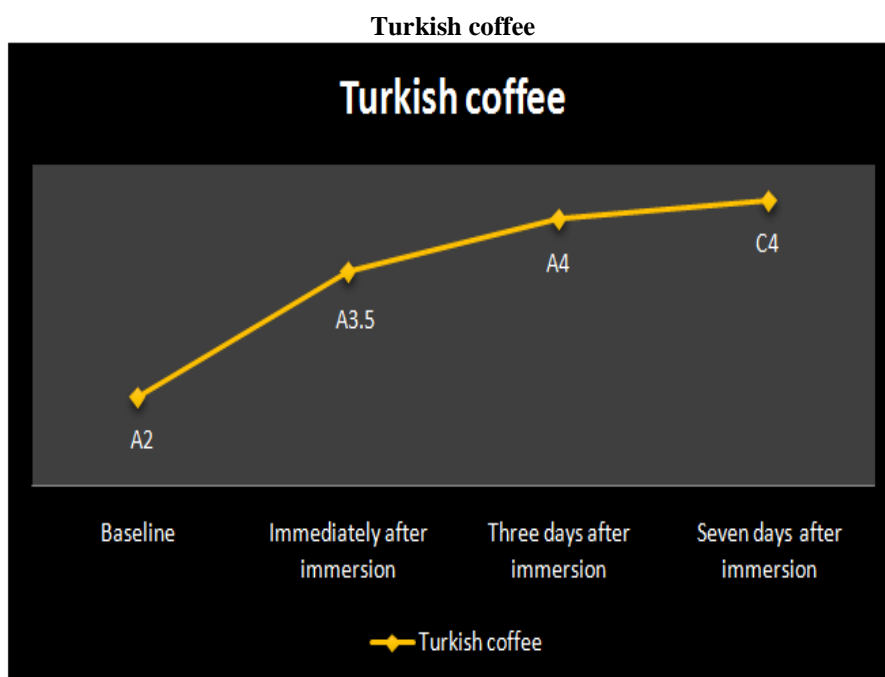 Turkish coffee
Turkish coffee
C4
A4
A3.5
A2
Baseline
Immediately after
immersion
Three days after
immersion
Seven days after
immersion
Turkish coffee